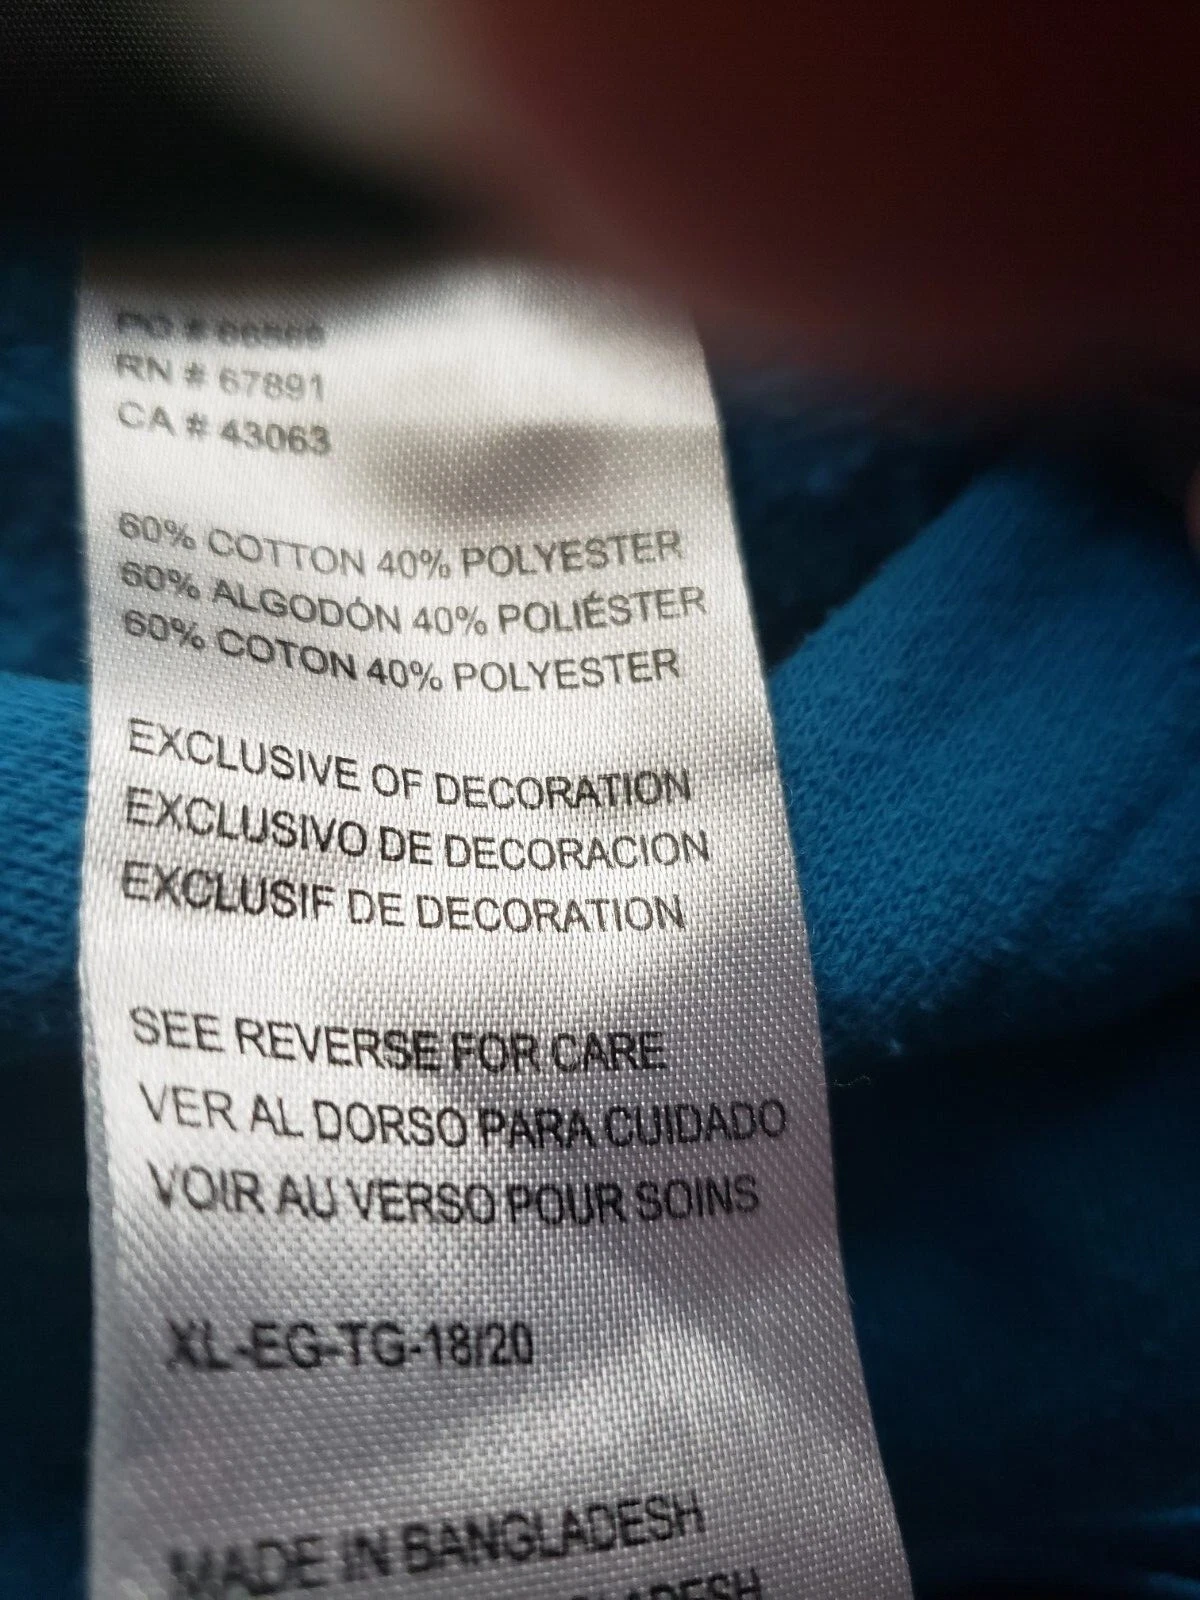 RN # 67891
CA # 43063
60% COTTON 40% POLYESTER
60% ALGODÓN 40% POLIÉSTER
60% COTON 40% POLYESTER
EXCLUSIVE OF DECORATION
EXCLUSIVO DE DECORACION
EXCLUSIF DE DECORATION
SEE REVERSE FOR CARE
VER AL DORSO PARA CUIDADO
VOIR AU VERSO POUR SOINS
XL-EG-TG-18/20
MADE IN BANGLADESH